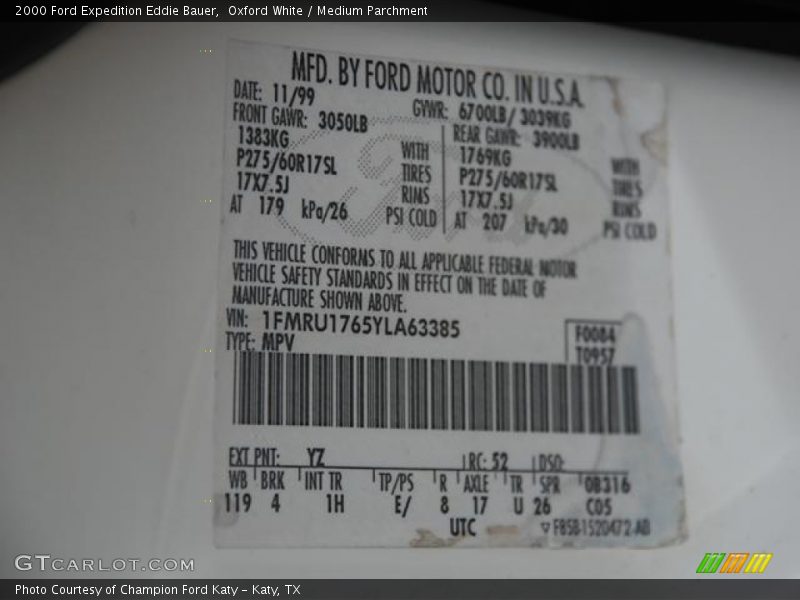 2000 Ford Expedition Eddie Bauer,  Oxford White / Medium Parchment
MFD. BY FORD MOTOR CO. IN U.S.A.
DATE: 11/99 GVWR: 6700LB/ 3039KG
FRONT GAWR: 3050LB REAR GAWR: 3900LB
1383KG WITH 1769KG WITH
P275/60R17SL TIRES P275/60R17SL TIRES
17X7.5J RIMS 17X7.5J RIMS
AT 179 kPa/26 PSI COLD AT 207 kPa/30 PSI COLD
THIS VEHICLE CONFORMS TO ALL APPLICABLE FEDERAL MOTOR
VEHICLE SAFETY STANDARDS IN EFFECT ON THE DATE OF
MANUFACTURE SHOWN ABOVE.
VIN: 1FMRU1765YLA63385 F0084
TYPE: MPV T0957
EXT PNT: YZ RC: 52 DSO:
WB BRK INT TR TP/PS R AXLE TR SPR 0B316
119 4 1H E/ 8 17 U 26 C05
UTC F85B1520472 AB
GTCARLOT.COM
Photo Courtesy of Champion Ford Katy - Katy, TX